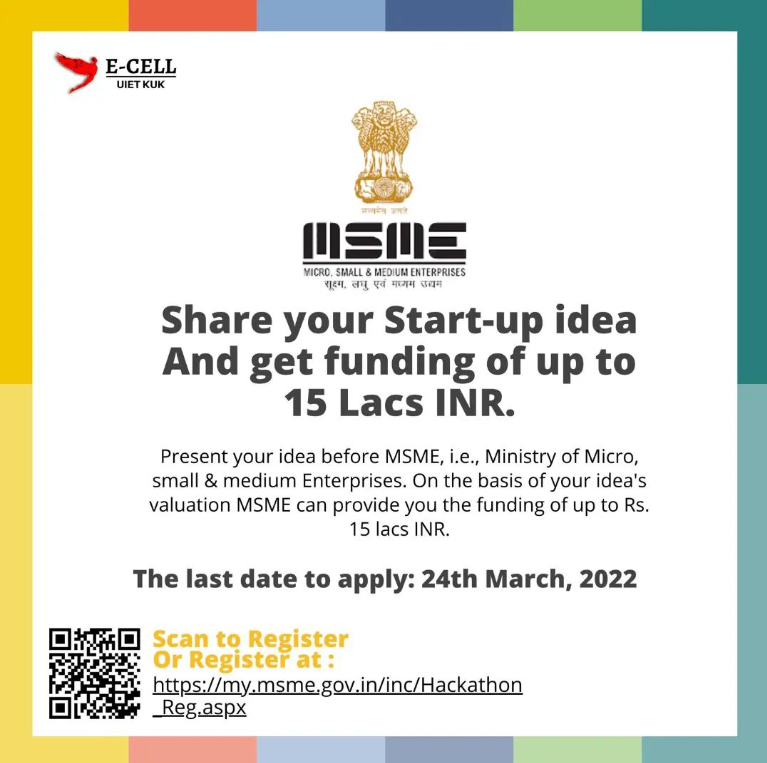 E-CELL
UIET KUK
सत्यमेव जयते
MSME
MICRO, SMALL & MEDIUM ENTERPRISES
सूक्ष्म, लघु एवं मध्यम उद्यम
Share your Start-up idea
And get funding of up to
15 Lacs INR.
Present your idea before MSME, i.e., Ministry of Micro,
small & medium Enterprises. On the basis of your idea's
valuation MSME can provide you the funding of up to Rs.
15 lacs INR.
The last date to apply: 24th March, 2022
Scan to Register
Or Register at :
https://my.msme.gov.in/inc/Hackathon
_Reg.aspx